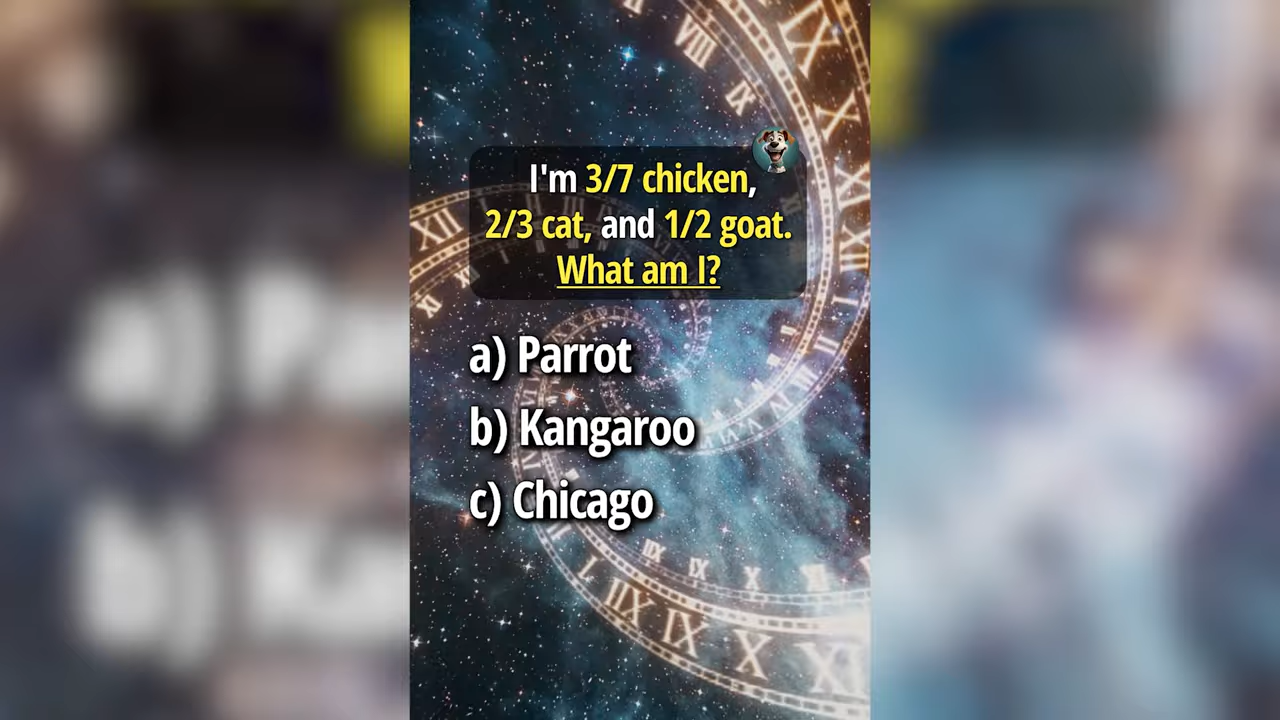 I'm 3/7 chicken,
2/3 cat, and 1/2 goat.
What am I?
a) Parrot
b) Kangaroo
c) Chicago